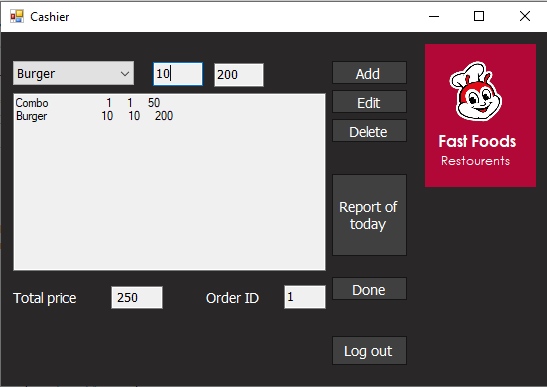 Cashier
Burger 10 200 Add
Combo 1 1 50 Edit
Burger 10 10 200
Delete
Fast Foods
Restourents
Report of
today
Total price 250 Order ID 1 Done
Log out